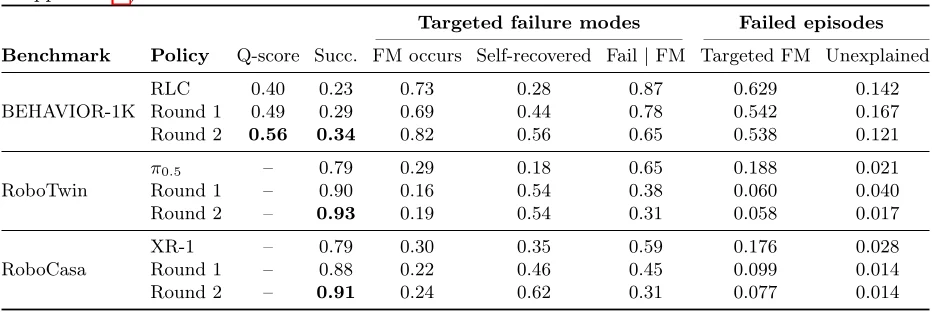 Targeted failure modes Failed episodes
Benchmark Policy Q-score Succ. FM occurs Self-recovered Fail | FM Targeted FM Unexplained
RLC 0.40 0.23 0.73 0.28 0.87 0.629 0.142
BEHAVIOR-1K Round 1 0.49 0.29 0.69 0.44 0.78 0.542 0.167
Round 2 0.56 0.34 0.82 0.56 0.65 0.538 0.121
π0.5 – 0.79 0.29 0.18 0.65 0.188 0.021
RoboTwin Round 1 – 0.90 0.16 0.54 0.38 0.060 0.040
Round 2 – 0.93 0.19 0.54 0.31 0.058 0.017
XR-1 – 0.79 0.30 0.35 0.59 0.176 0.028
RoboCasa Round 1 – 0.88 0.22 0.46 0.45 0.099 0.014
Round 2 – 0.91 0.24 0.62 0.31 0.077 0.014